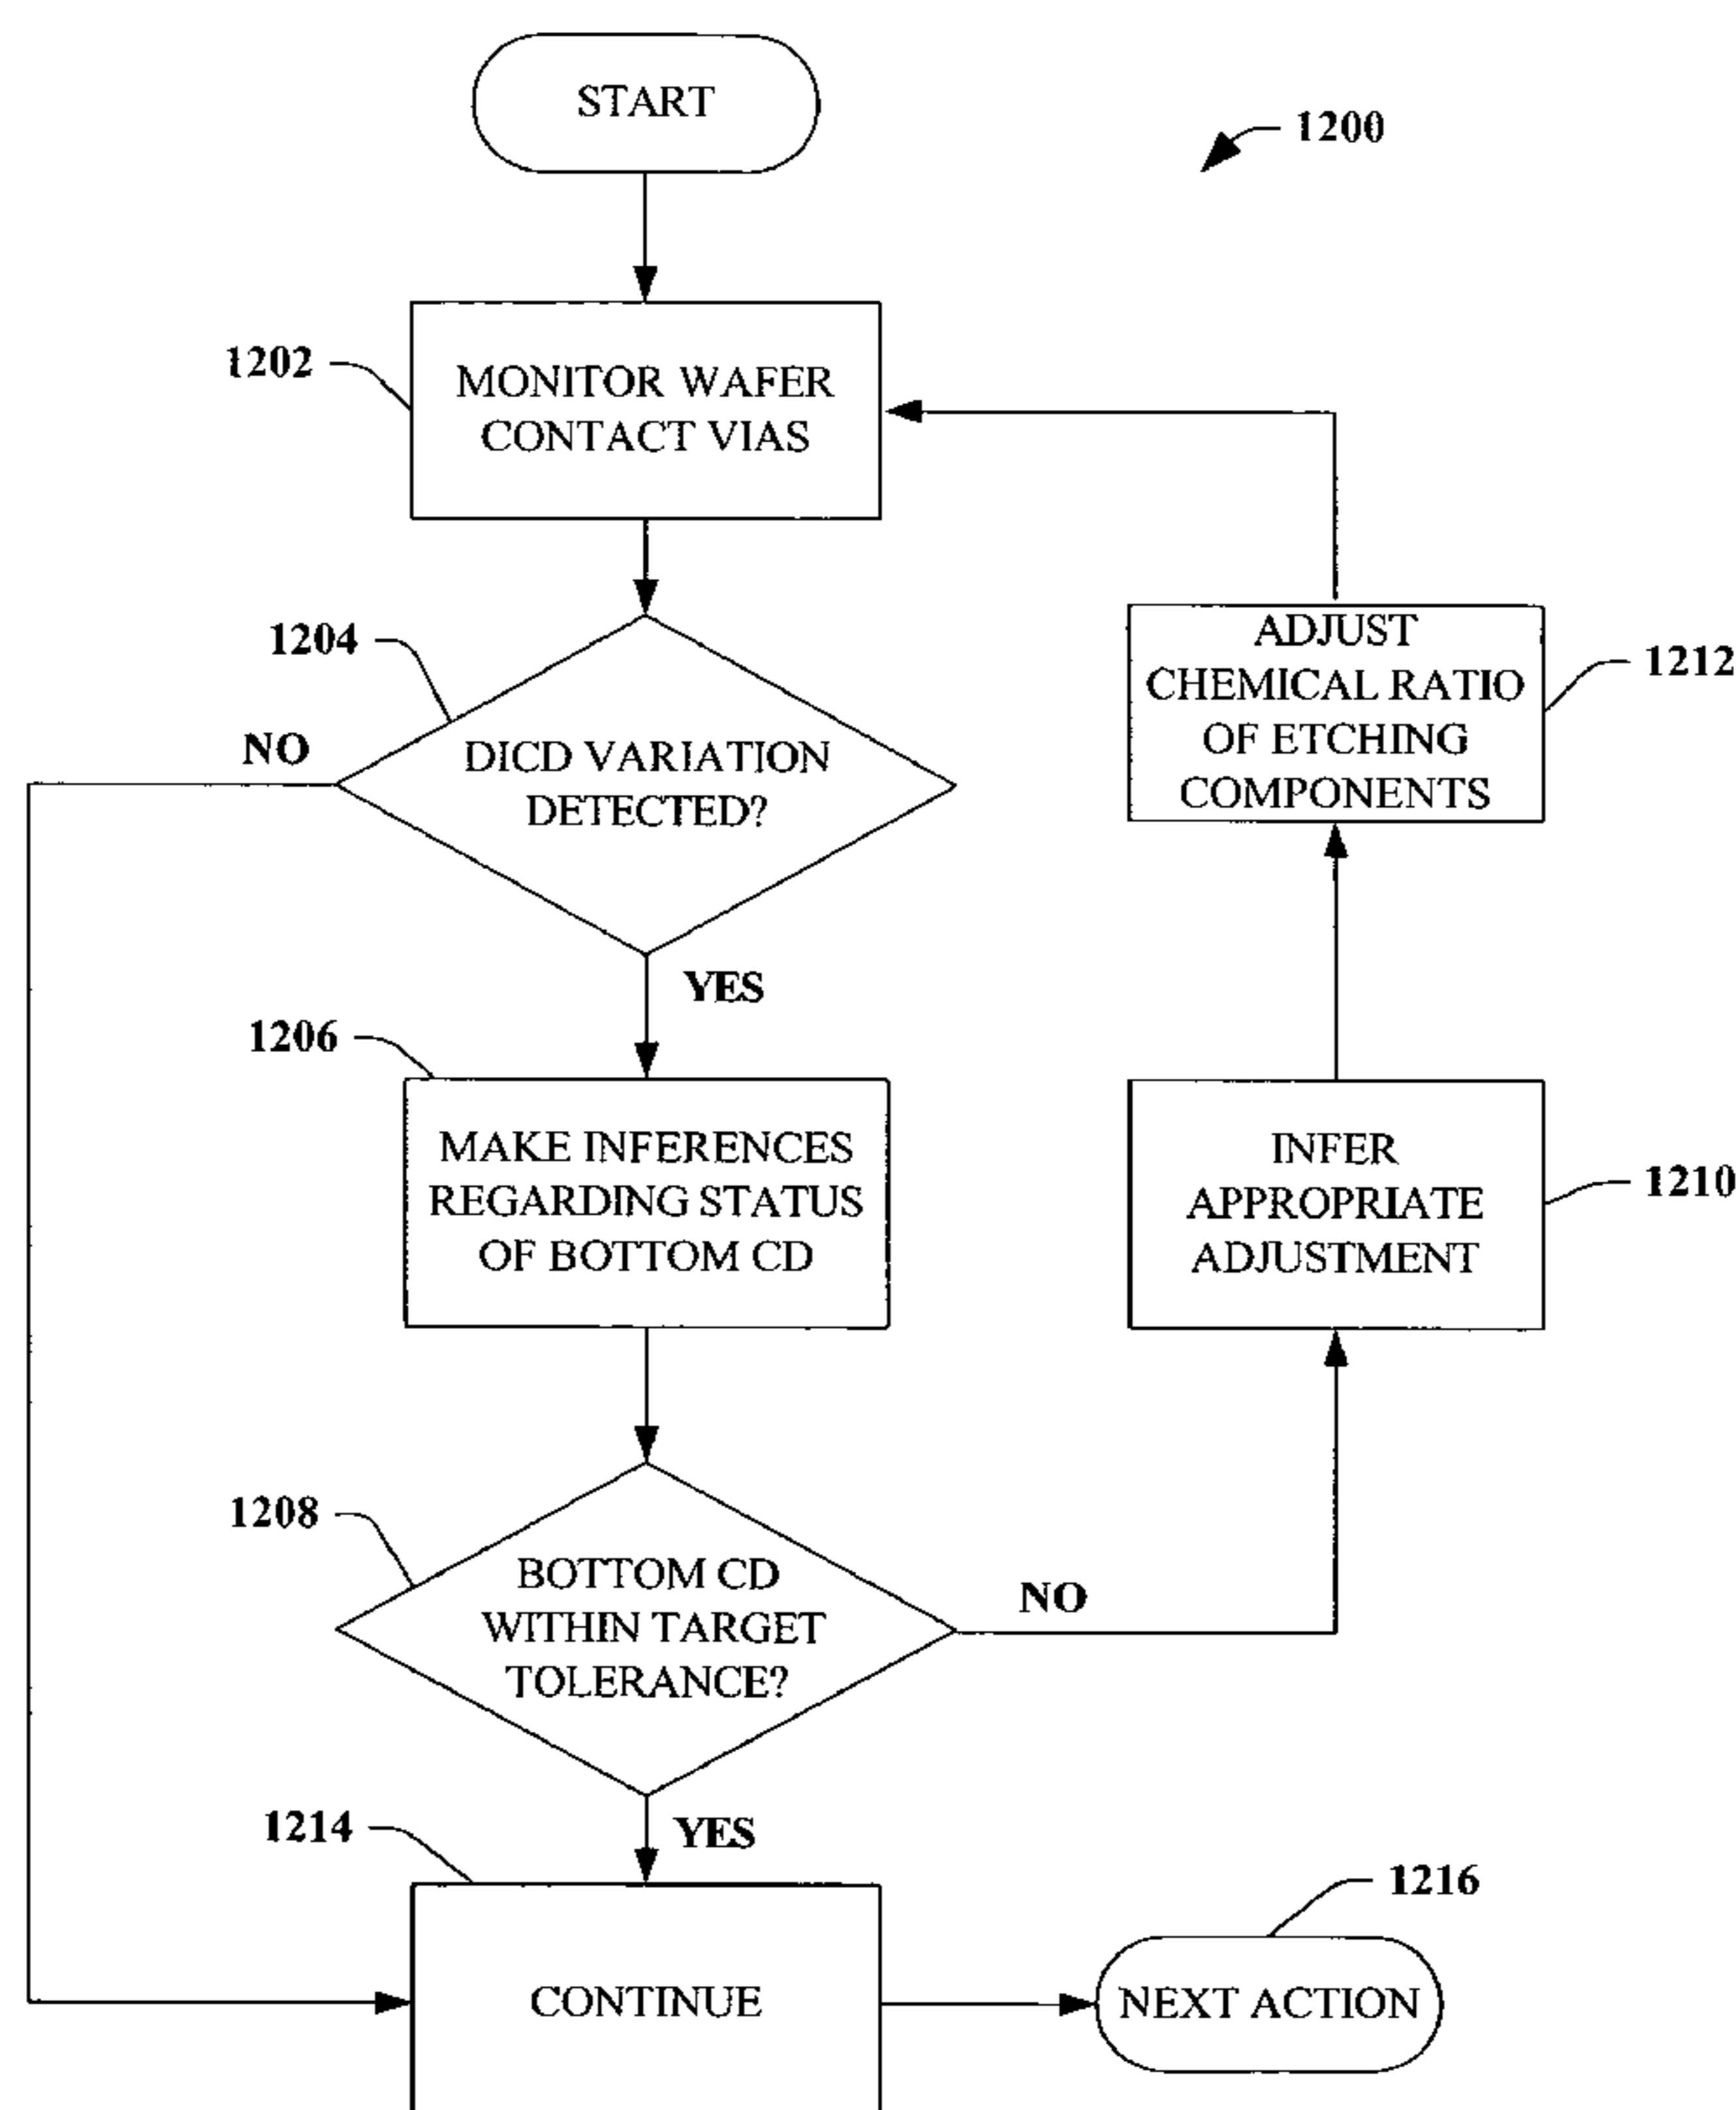 START
1200
1202
MONITOR WAFER
CONTACT VIAS
1204
NO
DICD VARIATION
DETECTED?
YES
ADJUST
CHEMICAL RATIO
OF ETCHING
COMPONENTS
1212
1206
MAKE INFERENCES
REGARDING STATUS
OF BOTTOM CD
INFER
APPROPRIATE
ADJUSTMENT
1210
1208
BOTTOM CD
WITHIN TARGET
TOLERANCE?
NO
YES
1214
CONTINUE
1216
NEXT ACTION